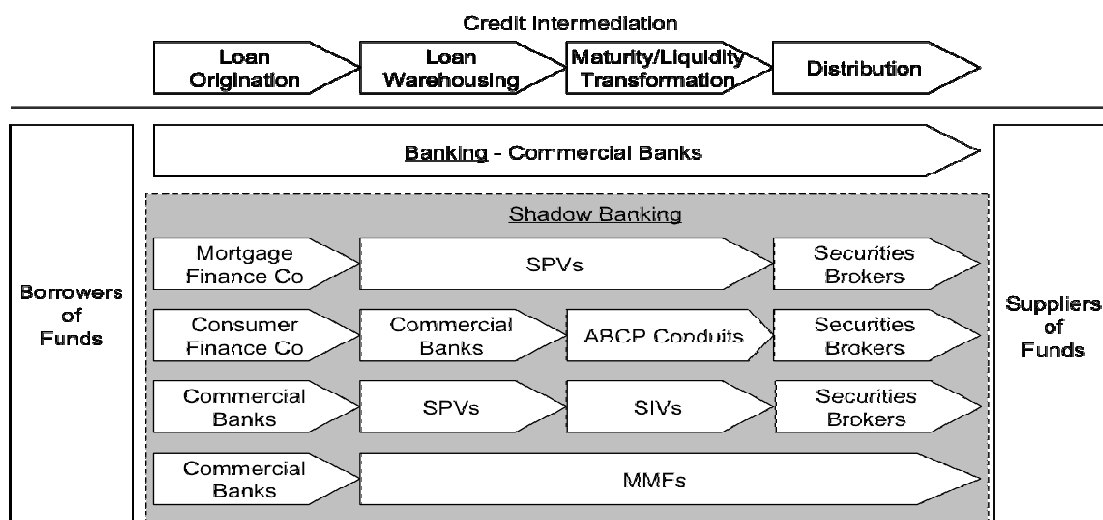 Credit Intermediation
Loan
Origination
Loan
Warehousing
Maturity/Liquidity
Transformation
Distribution
Borrowers
of
Funds
Banking - Commercial Banks
Shadow Banking
Mortgage
Finance Co
SPVs
Securities
Brokers
Consumer
Finance Co
Commercial
Banks
ABCP Conduits
Securities
Brokers
Commercial
Banks
SPVs
SIVs
Securities
Brokers
Commercial
Banks
MMFs
Suppliers
of
Funds